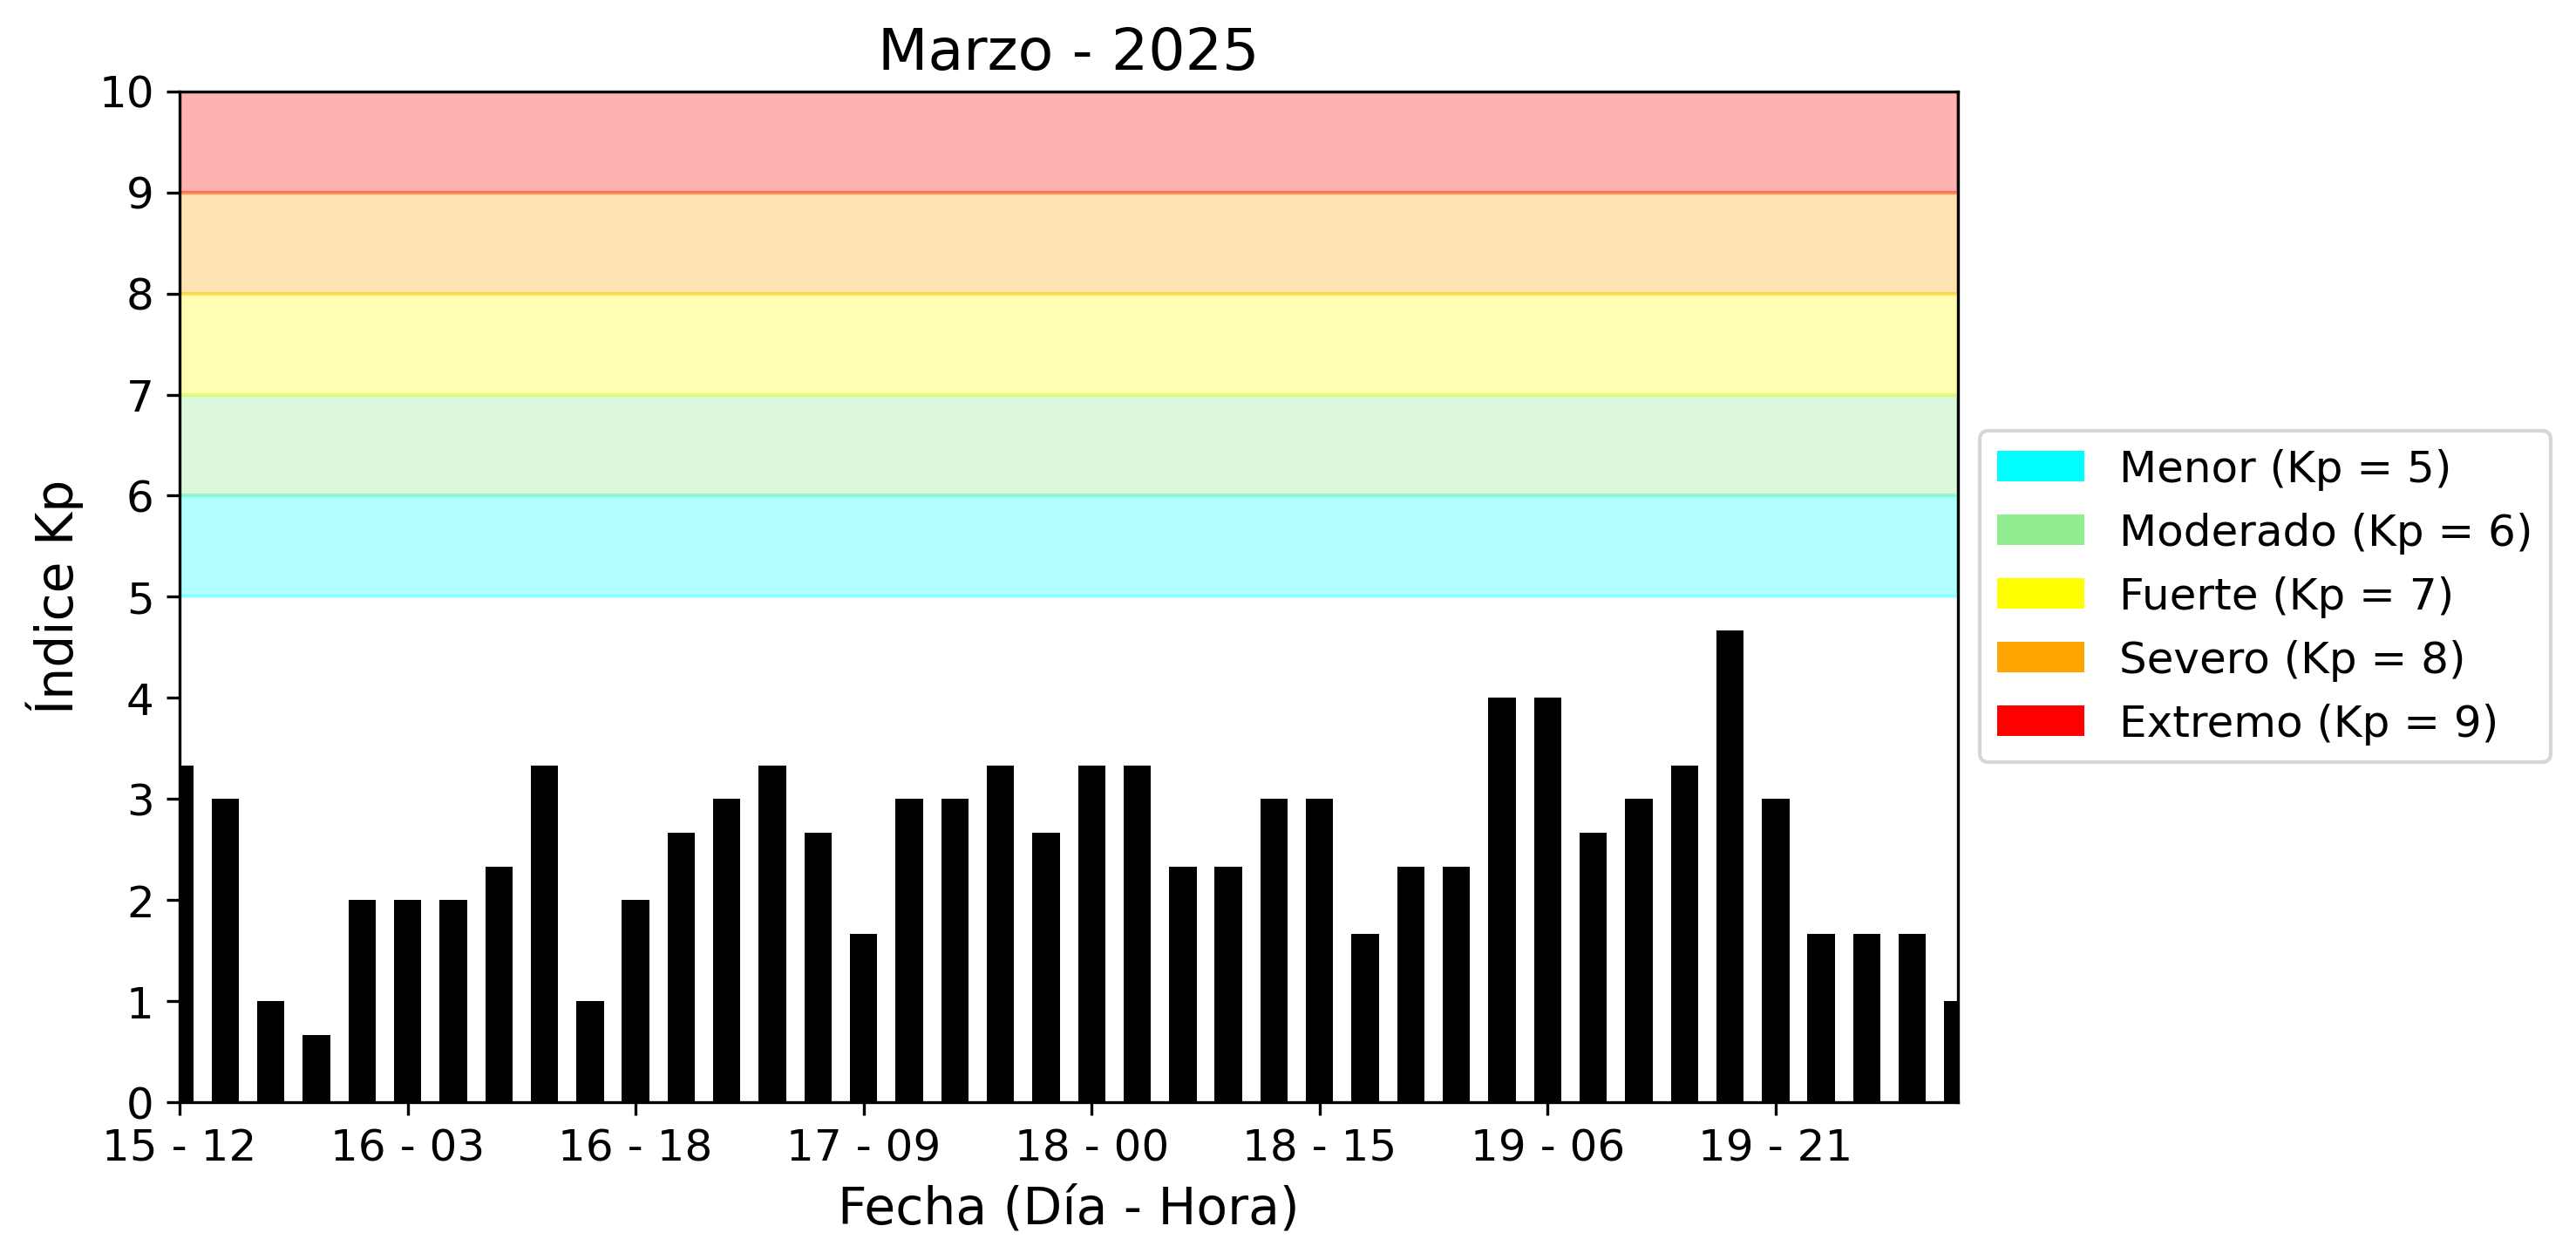 Marzo - 2025
10
9
8
7
6
5
4
3
2
1
0
Índice Kp
15 - 12
16 - 03
16 - 18
17 - 09
18 - 00
18 - 15
19 - 06
19 - 21
Fecha (Día - Hora)
Menor (Kp = 5)
Moderado (Kp = 6)
Fuerte (Kp = 7)
Severo (Kp = 8)
Extremo (Kp = 9)